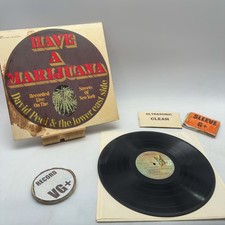 HAVE
A
MARIJUANA
Recorded
Live
On The
Streets
of
New York
David Peel & the lower east side
CLEAN
RECORD
VG+
SLEEVE
G+